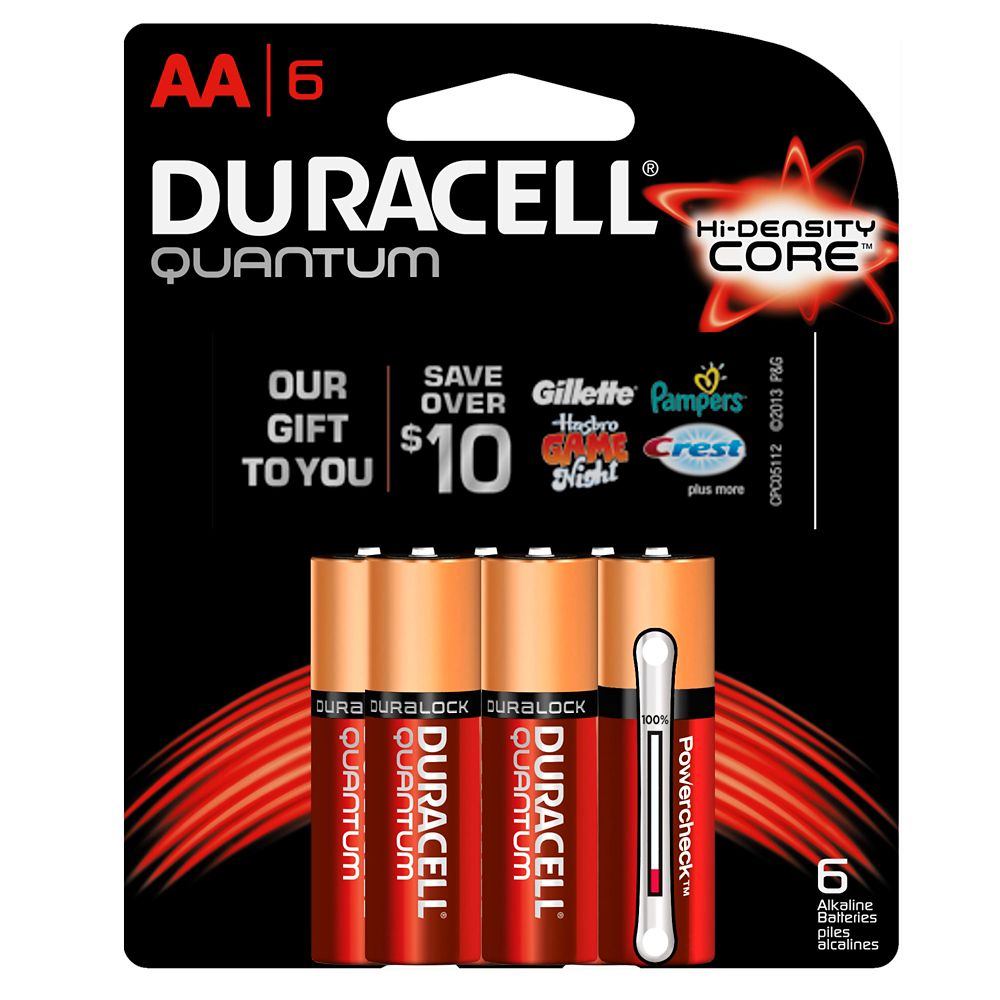 AA 6
DURACELL®
QUANTUM
Hi-DENSITY
CORE™
OUR
GIFT
TO YOU
SAVE
OVER
$10
Gillette®
Pampers
Hasbro
GAME
Night
Crest
plus more
CPC05112 ©2013 P&G
DURA
QUANTUM
DURALOCK
DURACELL®
QUANTUM
DURALOCK
DURACELL®
QUANTUM
100%
Powercheck™
6
Alkaline
Batteries
piles
alcalines